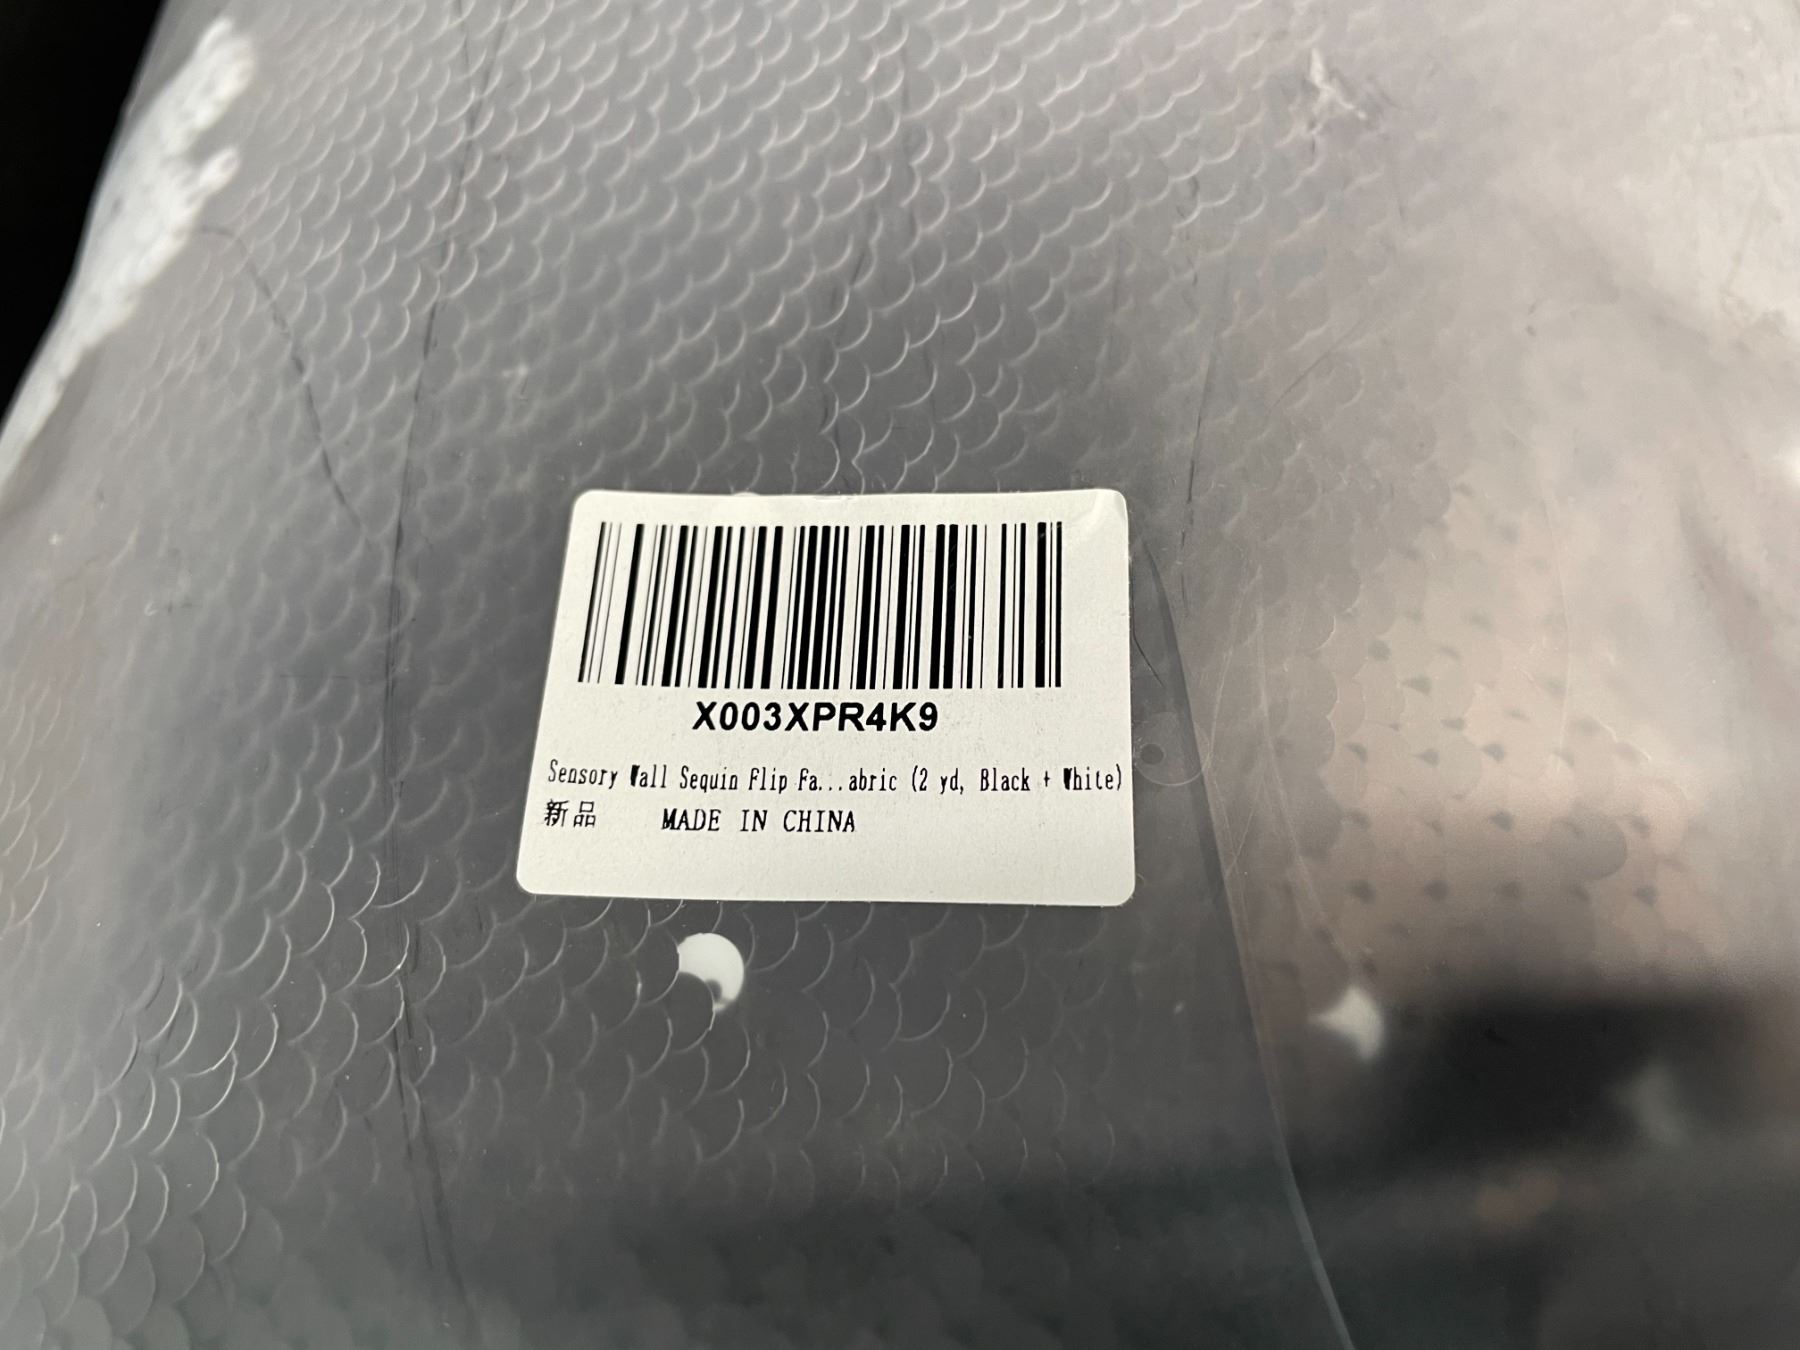 X003XPR4K9
Sensory Wall Sequin Flip Fa...abric (2 yd, Black + White)
新品 MADE IN CHINA